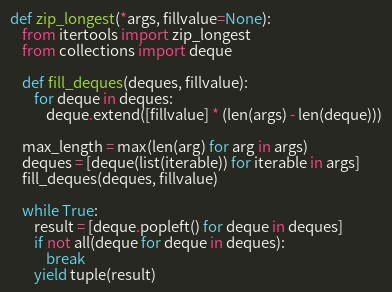 def zip_longest(*args, fillvalue=None):
    from itertools import zip_longest
    from collections import deque

    def fill_deques(deques, fillvalue):
        for deque in deques:
            deque.extend([fillvalue] * (len(args) - len(deque)))

    max_length = max(len(arg) for arg in args)
    deques = [deque(list(iterable)) for iterable in args]
    fill_deques(deques, fillvalue)

    while True:
        result = [deque.popleft() for deque in deques]
        if not all(deque for deque in deques):
            break
        yield tuple(result)